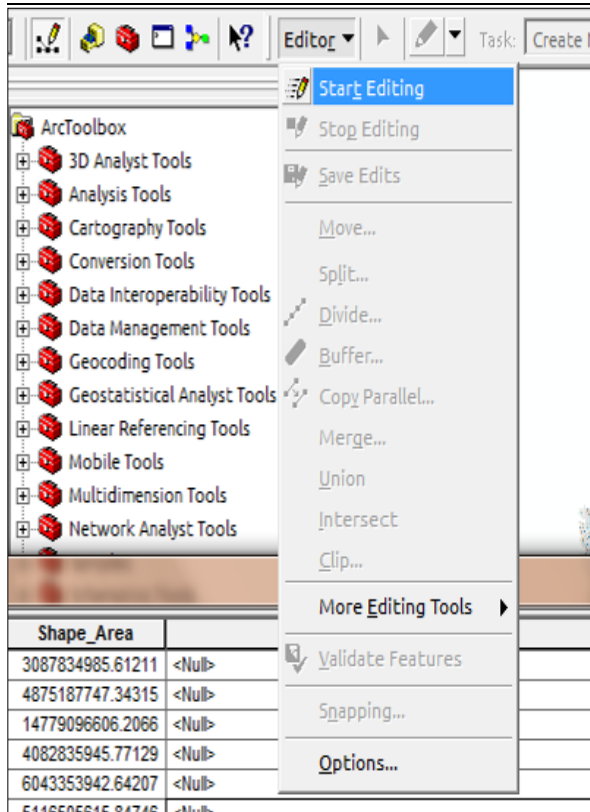 Editor
Task:
Create
ArcToolbox
3D Analyst Tools
Analysis Tools
Cartography Tools
Conversion Tools
Data Interoperability Tools
Data Management Tools
Geocoding Tools
Geostatistical Analyst Tools
Linear Referencing Tools
Mobile Tools
Multidimension Tools
Network Analyst Tools
Start Editing
Stop Editing
Save Edits
Move...
Split...
Divide...
Buffer...
Copy Parallel...
Merge...
Union
Intersect
Clip...
More Editing Tools
Validate Features
Snapping...
Options...
Shape_Area
3087834985.61211 <Null>
4875187747.34315 <Null>
14779096606.2066 <Null>
4082835945.77129 <Null>
6043353942.64207 <Null>